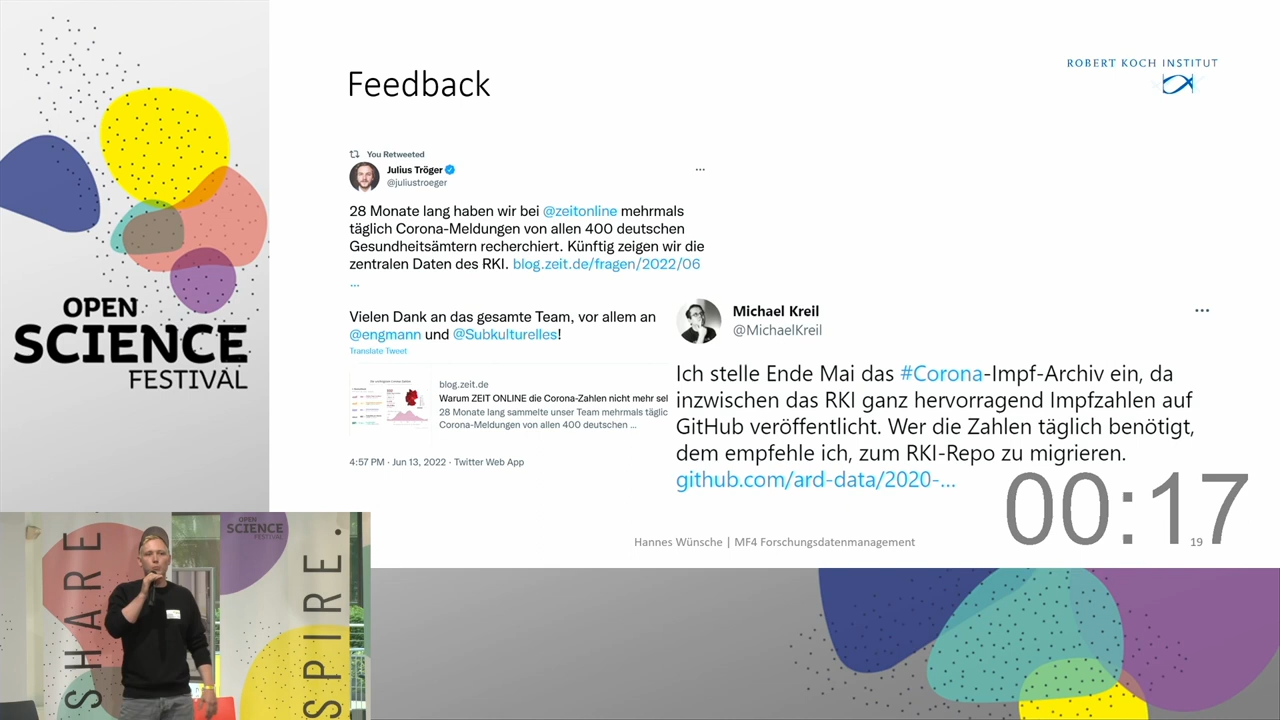 OPEN
SCIENCE
FESTIVAL
Feedback
ROBERT KOCH INSTITUT
You Retweeted
Julius Tröger
@juliustroeger
28 Monate lang haben wir bei @zeitonline mehrmals
täglich Corona-Meldungen von allen 400 deutschen
Gesundheitsämtern recherchiert. Künftig zeigen wir die
zentralen Daten des RKI. blog.zeit.de/fragen/2022/06
...
Vielen Dank an das gesamte Team, vor allem an
@engmann und @Subkulturelles!
Translate Tweet
blog.zeit.de
Warum ZEIT ONLINE die Corona-Zahlen nicht mehr sel
28 Monate lang sammelte unser Team mehrmals täglic
Corona-Meldungen von allen 400 deutschen ...
4:57 PM · Jun 13, 2022 · Twitter Web App
Michael Kreil
@MichaelKreil
Ich stelle Ende Mai das #Corona-Impf-Archiv ein, da
inzwischen das RKI ganz hervorragend Impfzahlen auf
GitHub veröffentlicht. Wer die Zahlen täglich benötigt,
dem empfehle ich, zum RKI-Repo zu migrieren.
github.com/ard-data/2020-...
00:17
Hannes Wünsche | MF4 Forschungsdatenmanagement
19
SHARE
OPEN
SCIENCE
FESTIVAL
SPIRE.